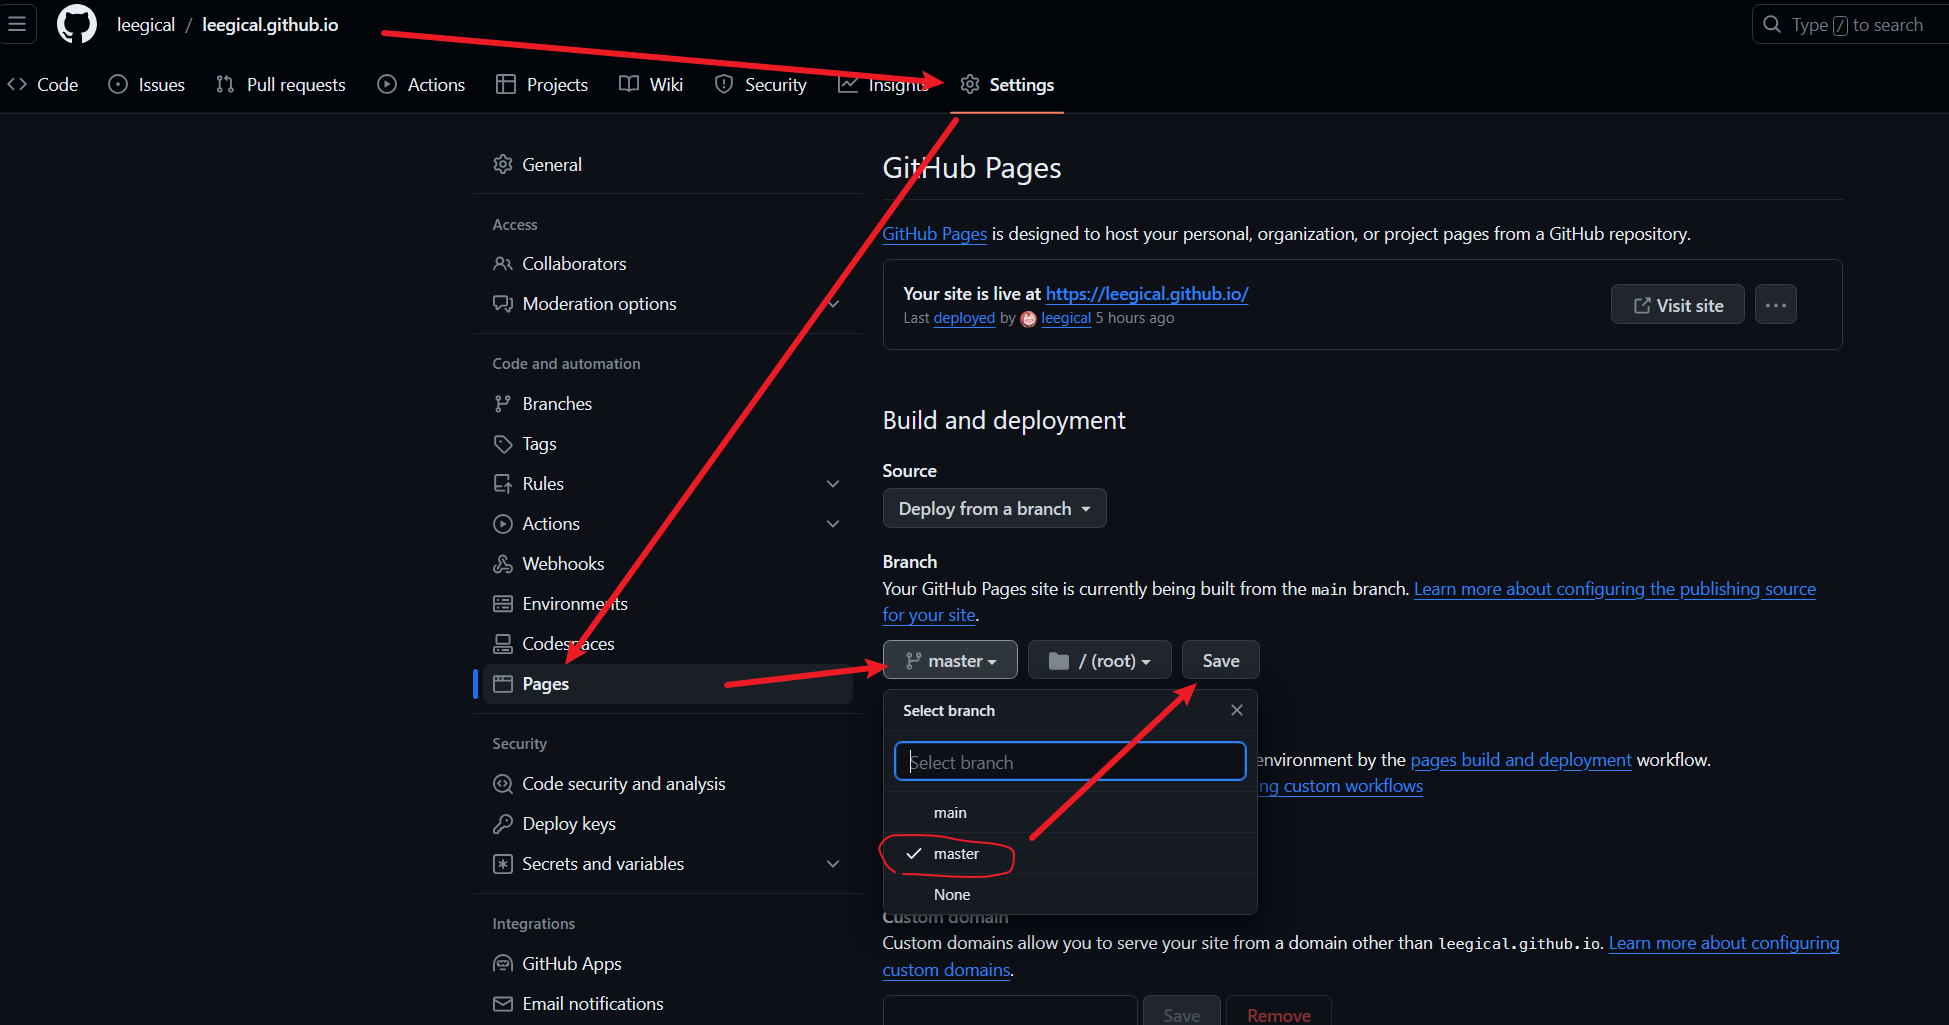 leegical / leegical.github.io
Type / to search
Code Issues Pull requests Actions Projects Wiki Security Insights Settings
General
Access
Collaborators
Moderation options
Code and automation
Branches
Tags
Rules
Actions
Webhooks
Environments
Codespaces
Pages
Security
Code security and analysis
Deploy keys
Secrets and variables
Integrations
GitHub Apps
Email notifications
GitHub Pages
GitHub Pages is designed to host your personal, organization, or project pages from a GitHub repository.
Your site is live at https://leegical.github.io/
Last deployed by leegical 5 hours ago
Visit site
Build and deployment
Source
Deploy from a branch
Branch
Your GitHub Pages site is currently being built from the main branch. Learn more about configuring the publishing source
for your site.
master / (root) Save
Select branch
Select branch
environment by the pages build and deployment workflow.
ng custom workflows
main
master
None
Custom domain
Custom domains allow you to serve your site from a domain other than leegical.github.io. Learn more about configuring
custom domains.
Save Remove